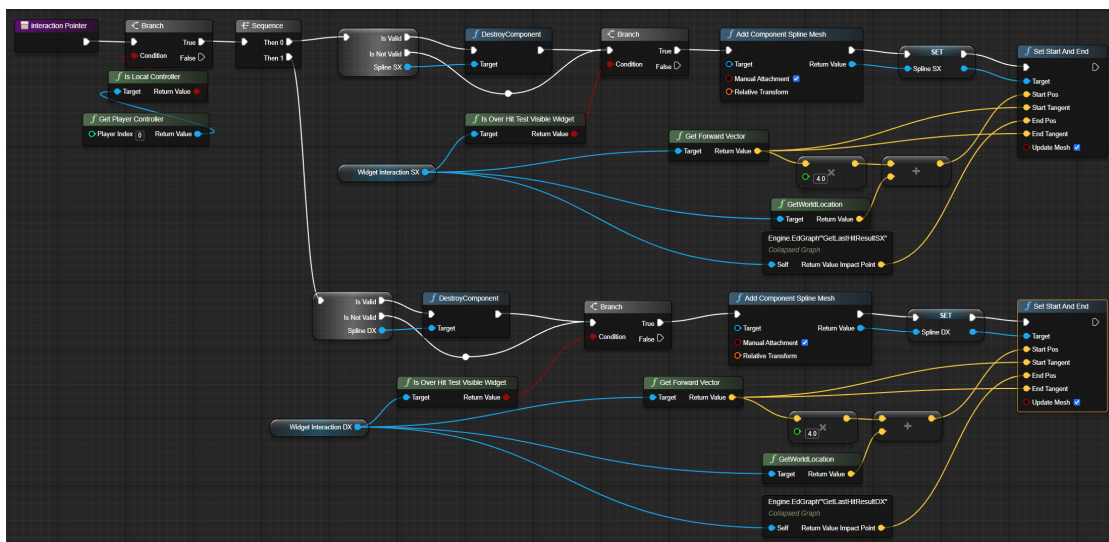 Interaction Pointer
Branch
Condition
True
False
Sequence
Then 0
Then 1
Is Local Controller
Target
Return Value
Get Player Controller
Player Index
0
Return Value
Is Valid
Is Not Valid
Spline SX
DestroyComponent
Target
Branch
True
Condition
False
Add Component Spline Mesh
Target
Return Value
Manual Attachment
Relative Transform
SET
Spline SX
Set Start And End
Target
Start Pos
Start Tangent
End Pos
End Tangent
Update Mesh
Is Over Hit Test Visible Widget
Target
Return Value
Widget Interaction SX
Get Forward Vector
Target
Return Value
4.0
×
+
GetWorldLocation
Target
Return Value
Engine.EdGraph'"GetLastHitResultSX"
Collapsed Graph
Self
Return Value Impact Point
Is Valid
Is Not Valid
Spline DX
DestroyComponent
Target
Branch
True
Condition
False
Add Component Spline Mesh
Target
Return Value
Manual Attachment
Relative Transform
SET
Spline DX
Set Start And End
Target
Start Pos
Start Tangent
End Pos
End Tangent
Update Mesh
Is Over Hit Test Visible Widget
Target
Return Value
Widget Interaction DX
Get Forward Vector
Target
Return Value
4.0
×
+
GetWorldLocation
Target
Return Value
Engine.EdGraph'"GetLastHitResultDX"
Collapsed Graph
Self
Return Value Impact Point